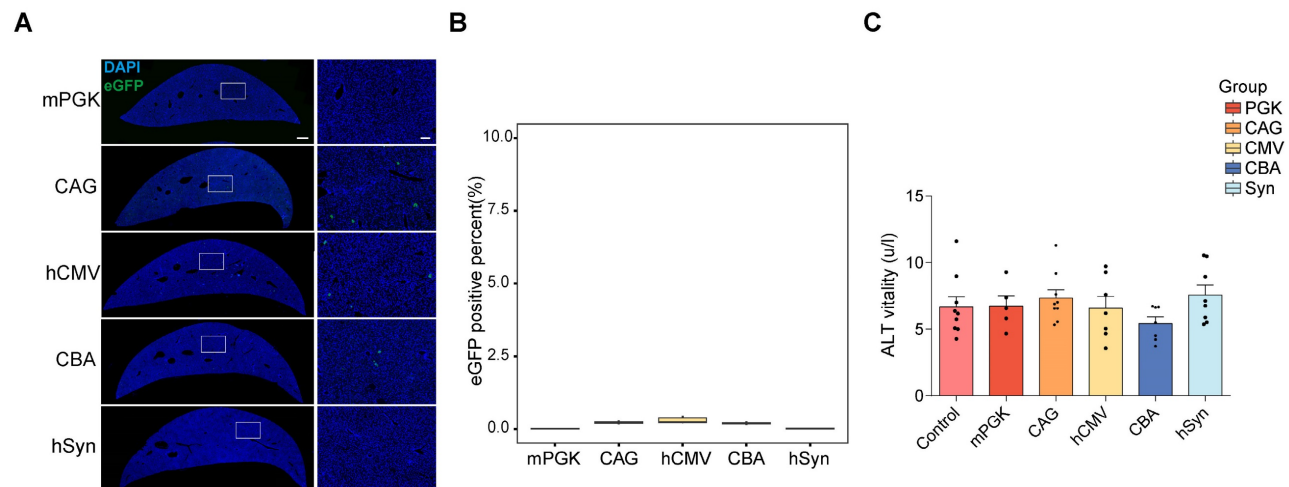 A
DAPI
eGFP
mPGK
CAG
hCMV
CBA
hSyn
B
eGFP positive percent(%)
10.0
7.5
5.0
2.5
0.0
mPGK CAG hCMV CBA hSyn
C
Group
PGK
CAG
CMV
CBA
Syn
ALT vitality (u/l)
15
10
5
0
Control mPGK CAG hCMV CBA hSyn